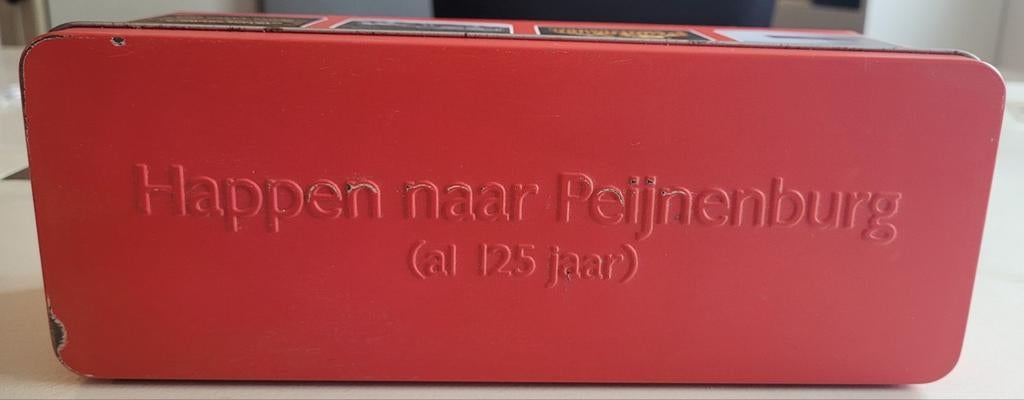 Happen naar Peijnenburg
(al 125 jaar)